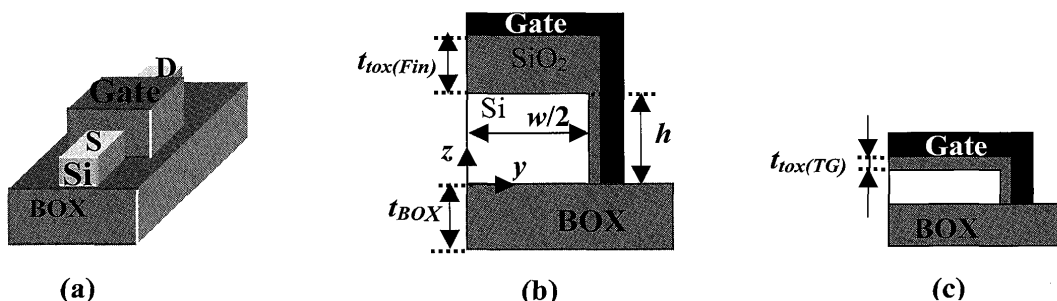 D
Gate
S
Si
BOX
(a)
Gate
t_tox(Fin)
SiO₂
Si
w/2
h
z
y
t_BOX
BOX
(b)
Gate
t_tox(TG)
BOX
(c)